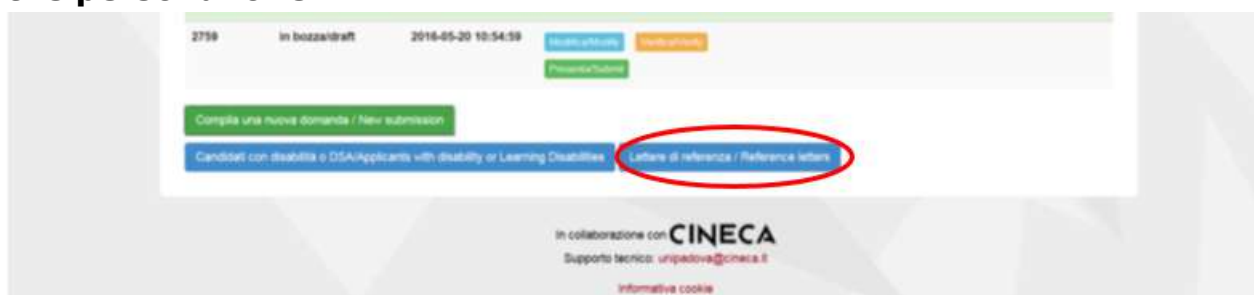 2759 in bozza/draft 2016-05-20 10:54:59 Modifica/Modify Verifica/Verify
Presenta/Submit
Compila una nuova domanda / New submission
Candidati con disabilità o DSA/Applicants with disability or Learning Disabilities Lettere di referenza / Reference letters
In collaborazione con CINECA
Supporto tecnico: unipadova@cineca.it
Informativa cookie